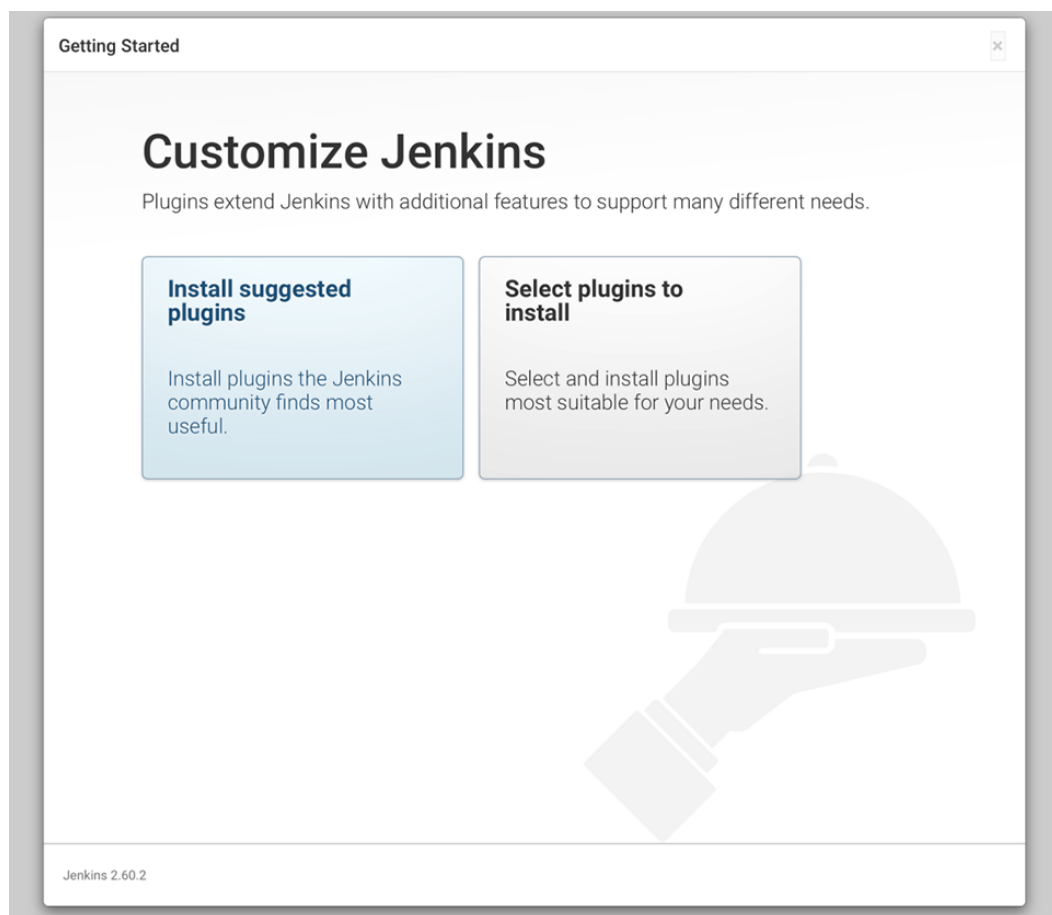 Getting Started
×
Customize Jenkins
Plugins extend Jenkins with additional features to support many different needs.
Install suggested
plugins
Install plugins the Jenkins
community finds most
useful.
Select plugins to
install
Select and install plugins
most suitable for your needs.
Jenkins 2.60.2